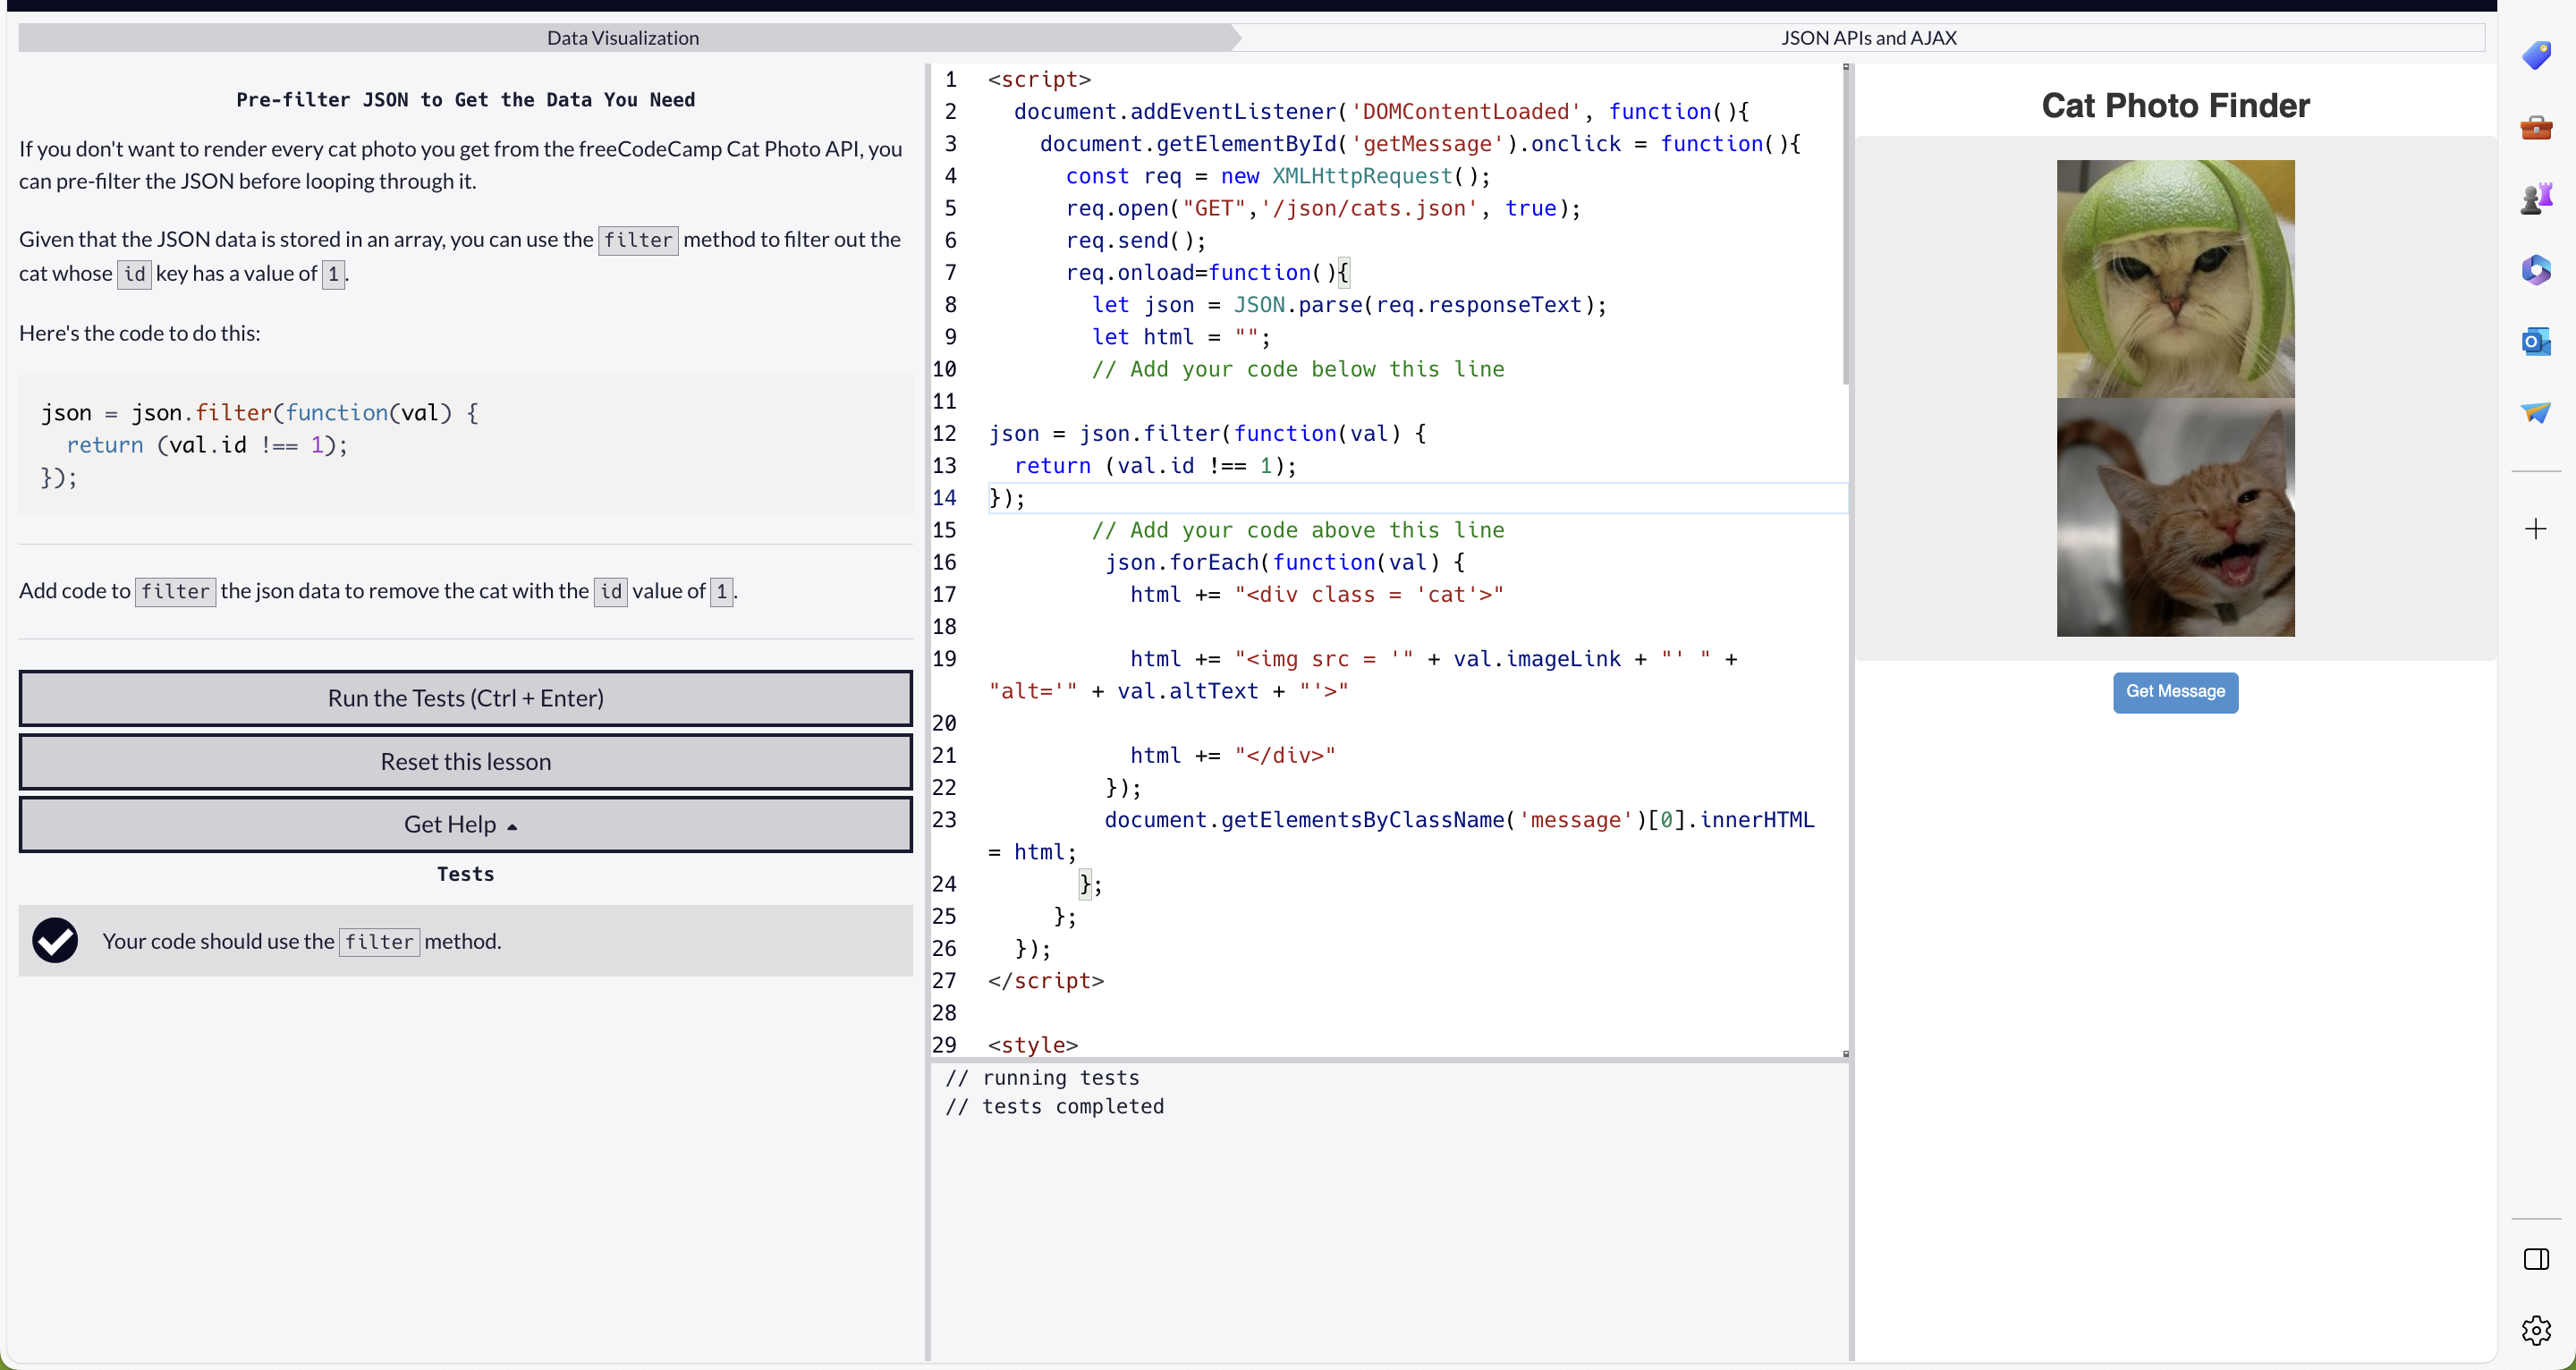 Data Visualization
JSON APIs and AJAX
Pre-filter JSON to Get the Data You Need
If you don't want to render every cat photo you get from the freeCodeCamp Cat Photo API, you
can pre-filter the JSON before looping through it.
Given that the JSON data is stored in an array, you can use the filter method to filter out the
cat whose id key has a value of 1.
Here's the code to do this:
json = json.filter(function(val) {
  return (val.id !== 1);
});
Add code to filter the json data to remove the cat with the id value of 1.
Run the Tests (Ctrl + Enter)
Reset this lesson
Get Help
Tests
Your code should use the filter method.
1 <script>
2   document.addEventListener('DOMContentLoaded', function(){
3     document.getElementById('getMessage').onclick = function(){
4       const req = new XMLHttpRequest();
5       req.open("GET",'/json/cats.json', true);
6       req.send();
7       req.onload=function(){
8         let json = JSON.parse(req.responseText);
9         let html = "";
10         // Add your code below this line
11
12 json = json.filter(function(val) {
13   return (val.id !== 1);
14 });
15         // Add your code above this line
16          json.forEach(function(val) {
17            html += "<div class = 'cat'>"
18
19            html += "<img src = '" + val.imageLink + "' " +
"alt='" + val.altText + "'>"
20
21            html += "</div>"
22          });
23          document.getElementsByClassName('message')[0].innerHTML
= html;
24        };
25      };
26   });
27 </script>
28
29 <style>
// running tests
// tests completed
Cat Photo Finder
Get Message